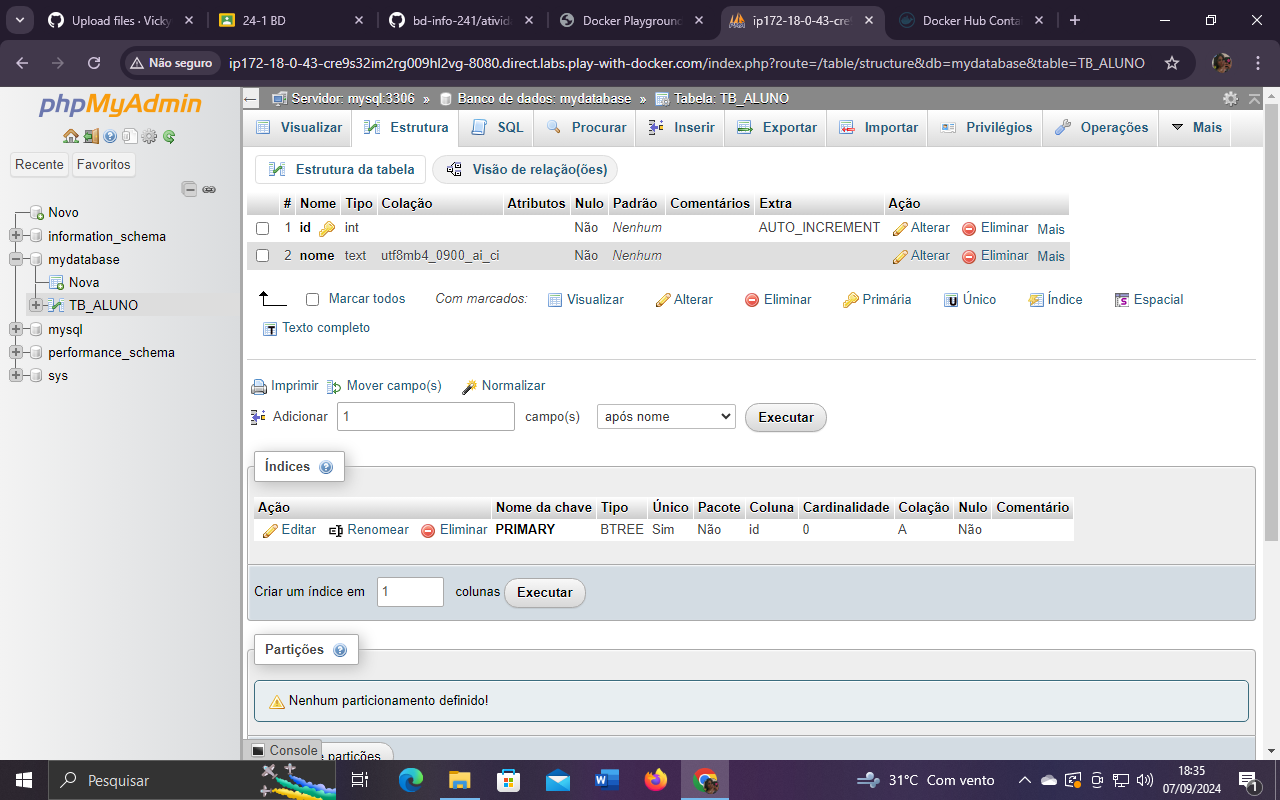 Upload files · Vicky
24-1 BD
bd-info-241/ativida
Docker Playground
ip172-18-0-43-cre9
Docker Hub Conta
Não seguro
ip172-18-0-43-cre9s32im2rg009hl2vg-8080.direct.labs.play-with-docker.com/index.php?route=/table/structure&db=mydatabase&table=TB_ALUNO
phpMyAdmin
Recente
Favoritos
Novo
information_schema
mydatabase
Nova
TB_ALUNO
mysql
performance_schema
sys
Servidor: mysql:3306 » Banco de dados: mydatabase » Tabela: TB_ALUNO
Visualizar Estrutura SQL Procurar Inserir Exportar Importar Privilégios Operações Mais
Estrutura da tabela Visão de relação(ões)
# Nome Tipo Colação Atributos Nulo Padrão Comentários Extra Ação
1 id int Não Nenhum AUTO_INCREMENT Alterar Eliminar Mais
2 nome text utf8mb4_0900_ai_ci Não Nenhum Alterar Eliminar Mais
Marcar todos Com marcados: Visualizar Alterar Eliminar Primária Único Índice Espacial
Texto completo
Imprimir Mover campo(s) Normalizar
Adicionar 1 campo(s) após nome Executar
Índices
Ação Nome da chave Tipo Único Pacote Coluna Cardinalidade Colação Nulo Comentário
Editar Renomear Eliminar PRIMARY BTREE Sim Não id 0 A Não
Criar um índice em 1 colunas Executar
Partições
Nenhum particionamento definido!
Console
e partições
Pesquisar
31°C Com vento
18:35
07/09/2024
1